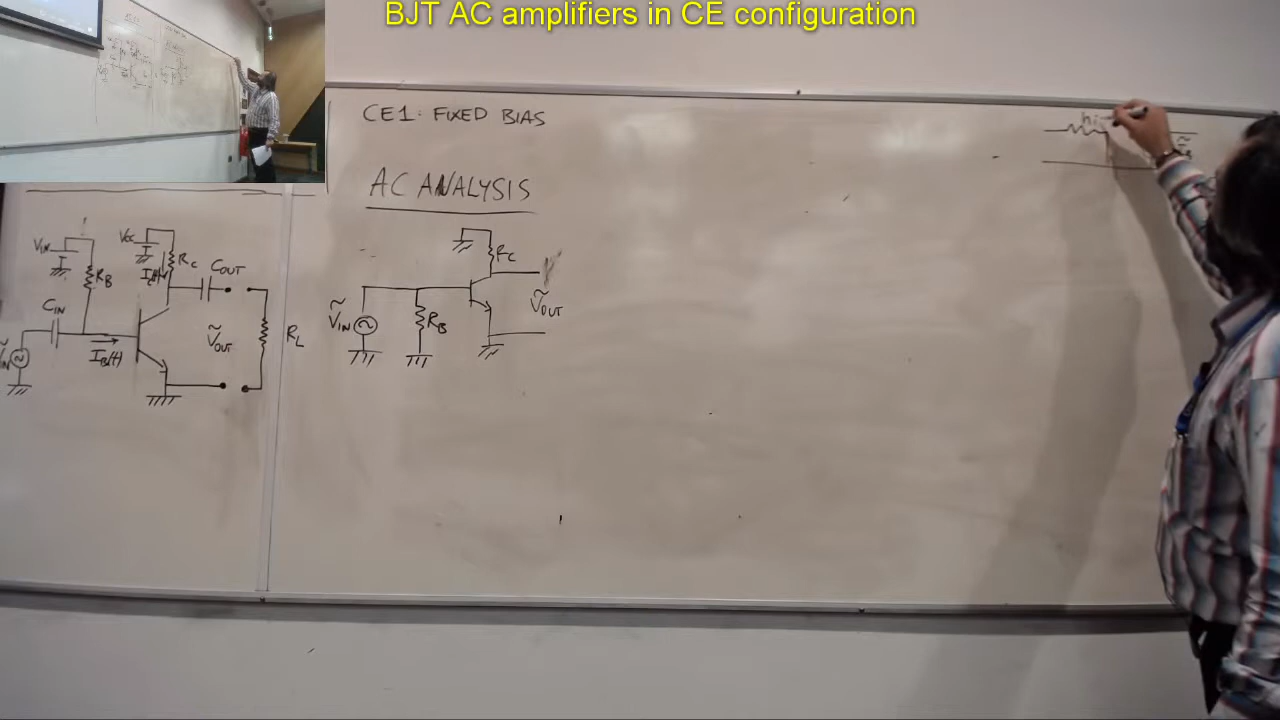 BJT AC amplifiers in CE configuration
CE1: FIXED BIAS
AC ANALYSIS
VIN
RB
VCC
RC
COUT
CIN
IB(t)
ṼOUT
RL
ṼIN
RC
ṼIN
RB
ṼOUT